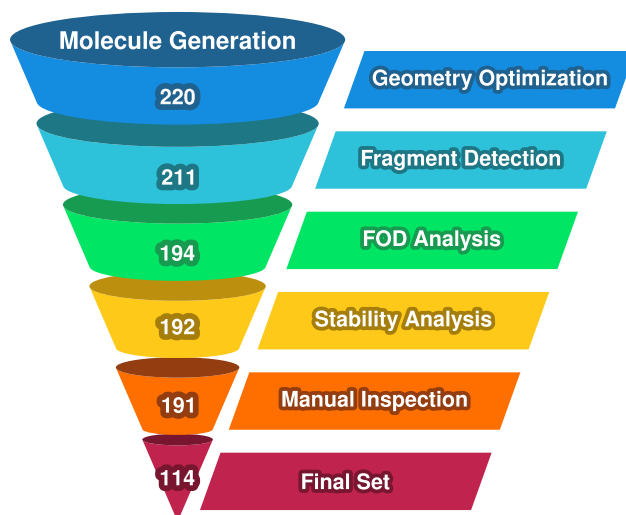 Molecule Generation
220
Geometry Optimization
211
Fragment Detection
194
FOD Analysis
192
Stability Analysis
191
Manual Inspection
114
Final Set